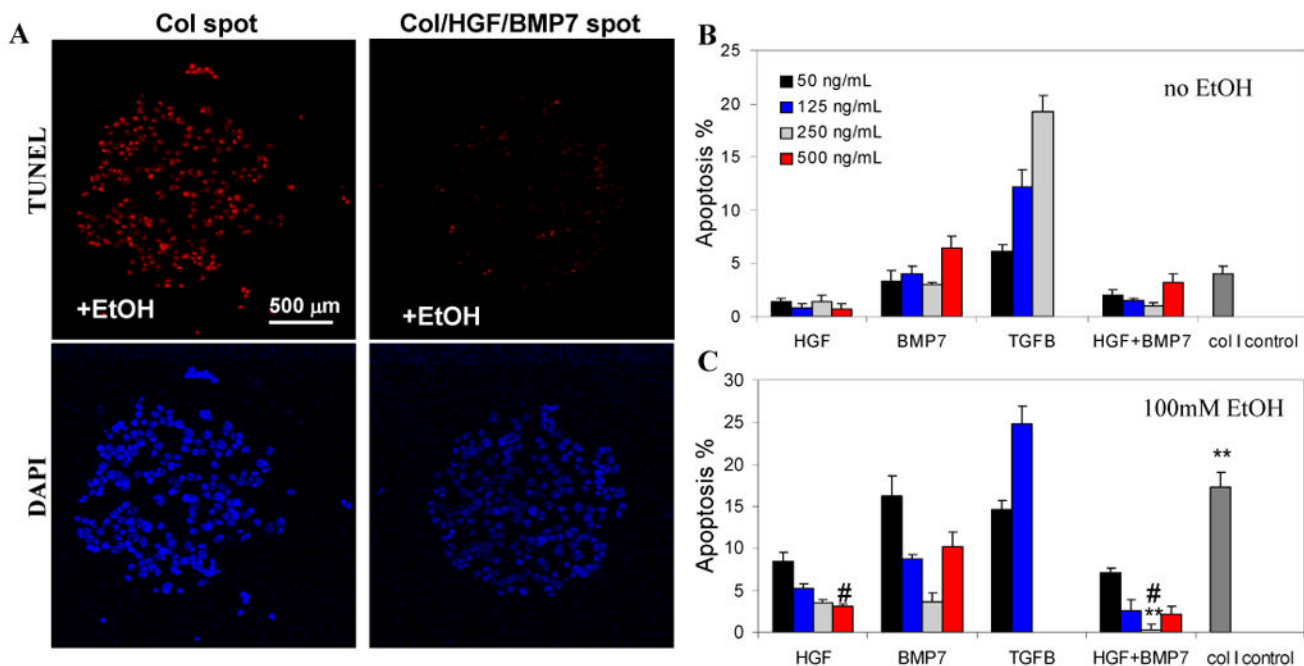 A
Col spot
Col/HGF/BMP7 spot
TUNEL
+EtOH
500 µm
+EtOH
DAPI
B
no EtOH
50 ng/mL
125 ng/mL
250 ng/mL
500 ng/mL
Apoptosis %
25
20
15
10
5
0
HGF
BMP7
TGFB
HGF+BMP7
col I control
C
100mM EtOH
Apoptosis %
30
25
20
15
10
5
0
#
#
**
**
HGF
BMP7
TGFB
HGF+BMP7
col I control